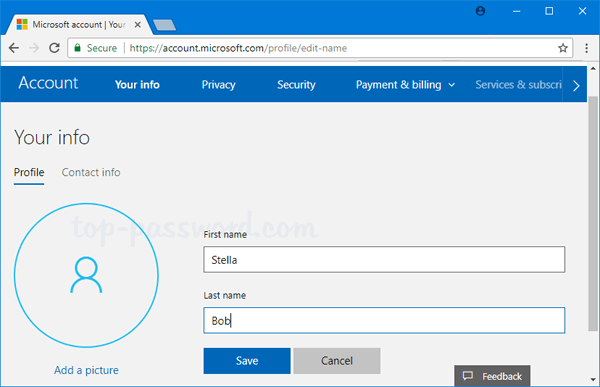 Microsoft account | Your
Secure https://account.microsoft.com/profile/edit-name
Account Your info Privacy Security Payment & billing Services & subscri
Your info
Profile Contact info
top-password.com
First name
Stella
Last name
Bob
Save Cancel
Add a picture
Feedback